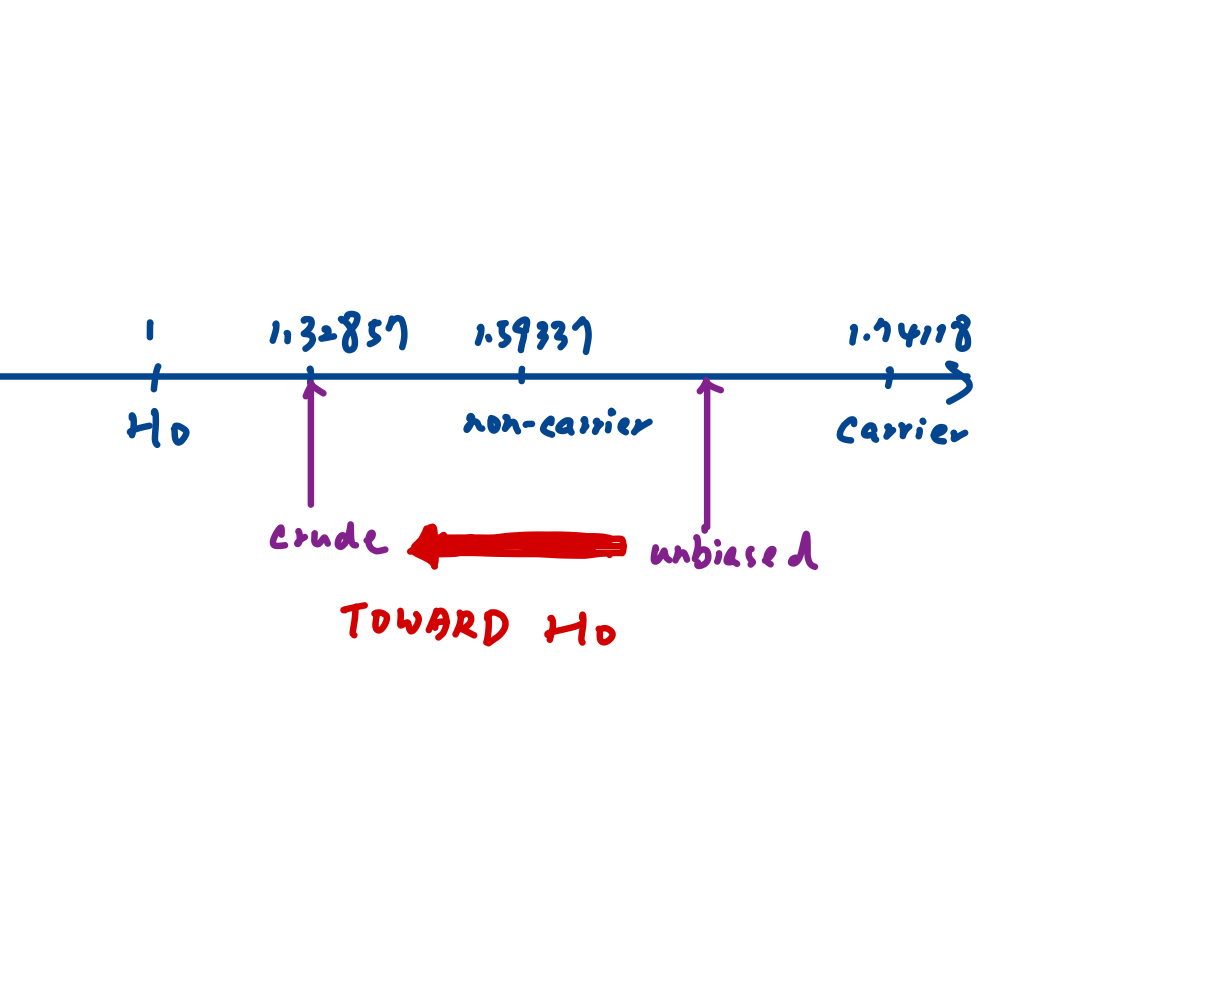 1 1.32857 1.59337 1.74118
Ho non-carrier carrier
crude unbiased
TOWARD Ho